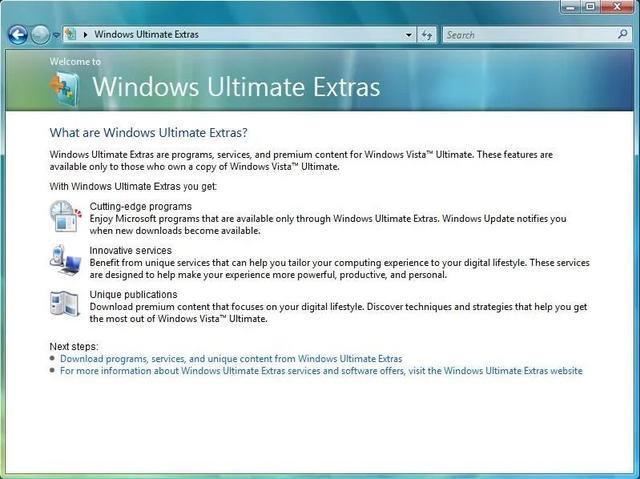 Windows Ultimate Extras
Search
Welcome to
Windows Ultimate Extras
What are Windows Ultimate Extras?
Windows Ultimate Extras are programs, services, and premium content for Windows Vista™ Ultimate. These features are
available only to those who own a copy of Windows Vista™ Ultimate.
With Windows Ultimate Extras you get:
Cutting-edge programs
Enjoy Microsoft programs that are available only through Windows Ultimate Extras. Windows Update notifies you
when new downloads become available.
Innovative services
Benefit from unique services that can help you tailor your computing experience to your digital lifestyle. These services
are designed to help make your experience more powerful, productive, and personal.
Unique publications
Download premium content that focuses on your digital lifestyle. Discover techniques and strategies that help you get
the most out of Windows Vista™ Ultimate.
Next steps:
Download programs, services, and unique content from Windows Ultimate Extras
For more information about Windows Ultimate Extras services and software offers, visit the Windows Ultimate Extras website